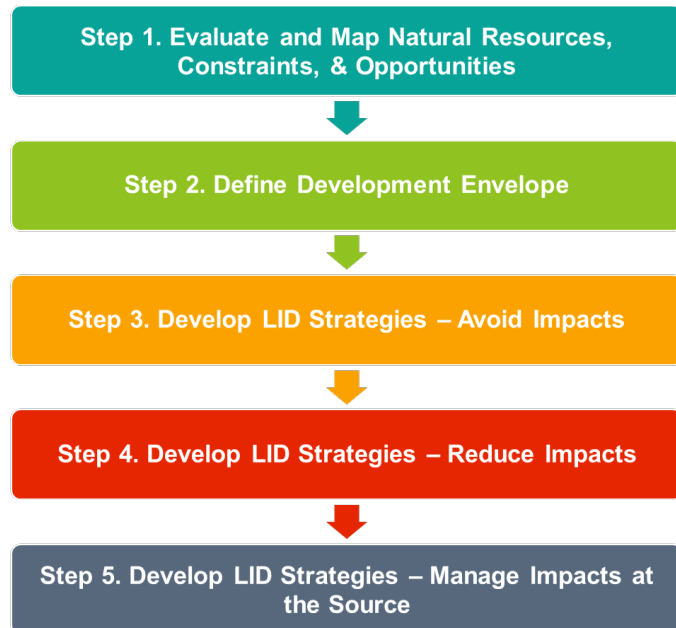 Step 1. Evaluate and Map Natural Resources,
Constraints, & Opportunities
Step 2. Define Development Envelope
Step 3. Develop LID Strategies – Avoid Impacts
Step 4. Develop LID Strategies – Reduce Impacts
Step 5. Develop LID Strategies – Manage Impacts at
the Source